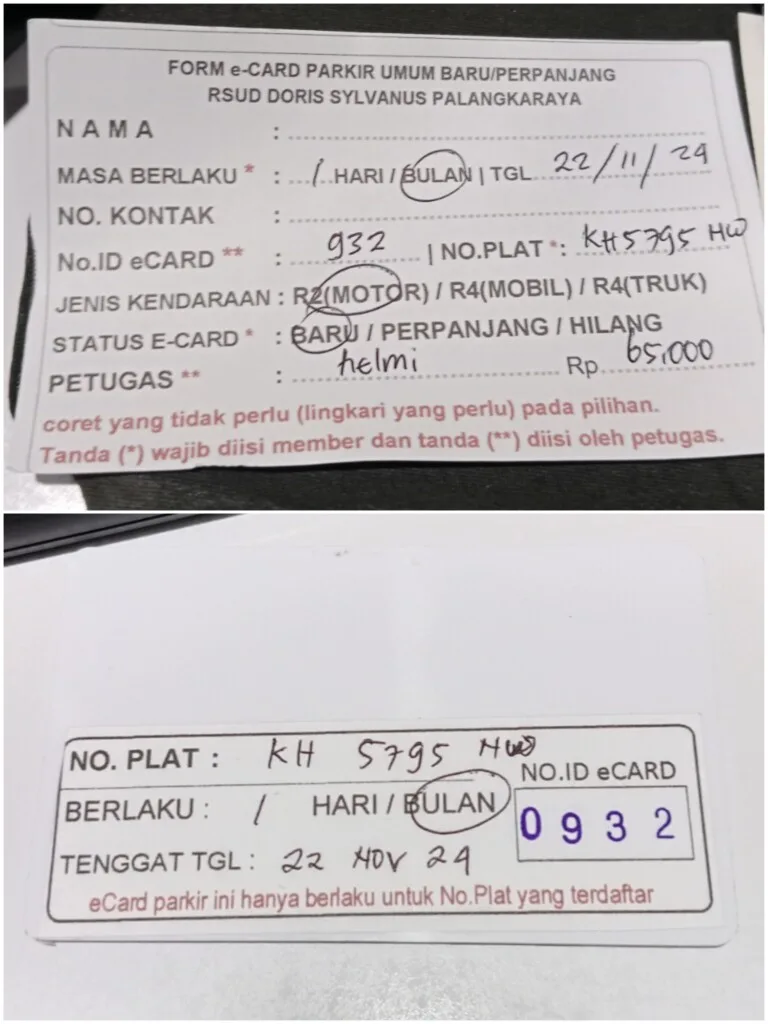 FORM e-CARD PARKIR UMUM BARU/PERPANJANG
RSUD DORIS SYLVANUS PALANGKARAYA
NAMA :
MASA BERLAKU * : 1 HARI / BULAN | TGL 22/11/24
NO. KONTAK :
No.ID eCARD ** : 932 | NO.PLAT *: KH 5795 HW
JENIS KENDARAAN : R2(MOTOR) / R4(MOBIL) / R4(TRUK)
STATUS E-CARD * : BARU / PERPANJANG / HILANG
PETUGAS ** : helmi Rp. 65.000
coret yang tidak perlu (lingkari yang perlu) pada pilihan.
Tanda (*) wajib diisi member dan tanda (**) diisi oleh petugas.
NO. PLAT : KH 5795 HW
NO.ID eCARD
BERLAKU : 1 HARI / BULAN
0932
TENGGAT TGL : 22 NOV 24
eCard parkir ini hanya berlaku untuk No.Plat yang terdaftar